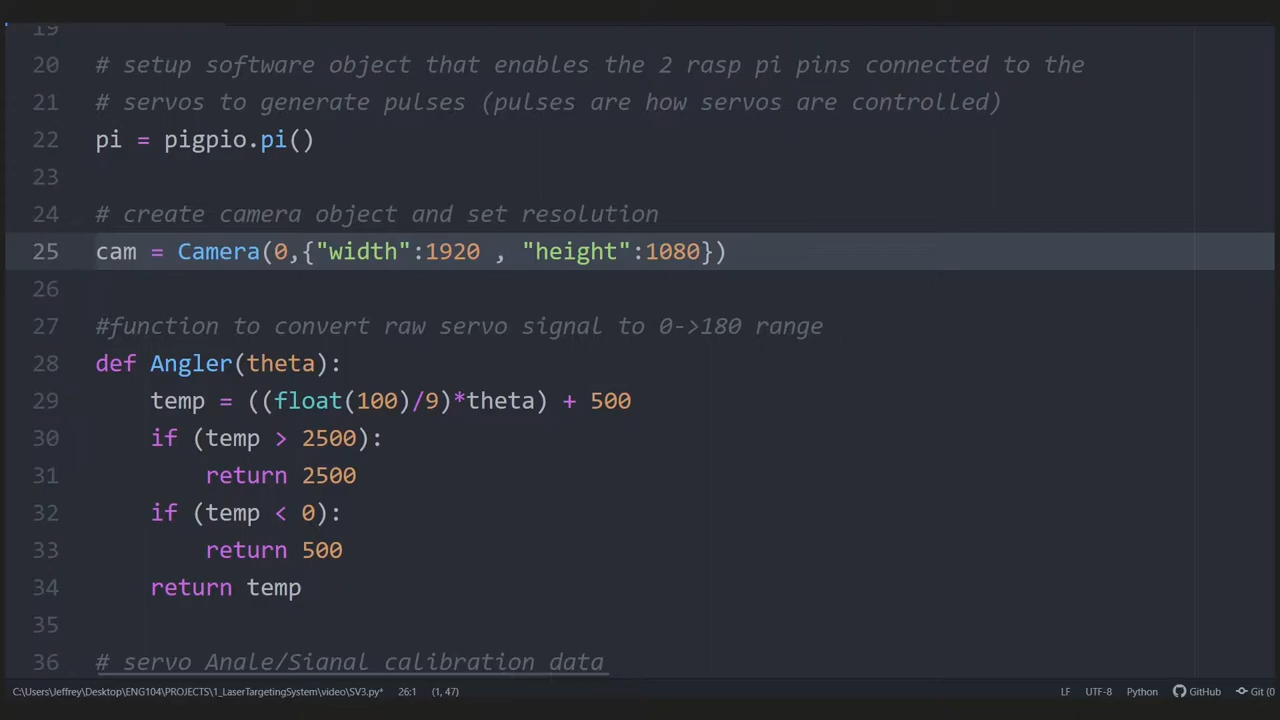 19
20 # setup software object that enables the 2 rasp pi pins connected to the
21 # servos to generate pulses (pulses are how servos are controlled)
22 pi = pigpio.pi()
23
24 # create camera object and set resolution
25 cam = Camera(0,{"width":1920 , "height":1080})
26
27 #function to convert raw servo signal to 0->180 range
28 def Angler(theta):
29     temp = ((float(100)/9)*theta) + 500
30     if (temp > 2500):
31         return 2500
32     if (temp < 0):
33         return 500
34     return temp
35
36 # servo Angle/Signal calibration data
C:\Users\Jeffrey\Desktop\ENG104\PROJECTS\1_LaserTargetingSystem\video\SV3.py* 26:1 (1, 47) LF UTF-8 Python GitHub Git (0